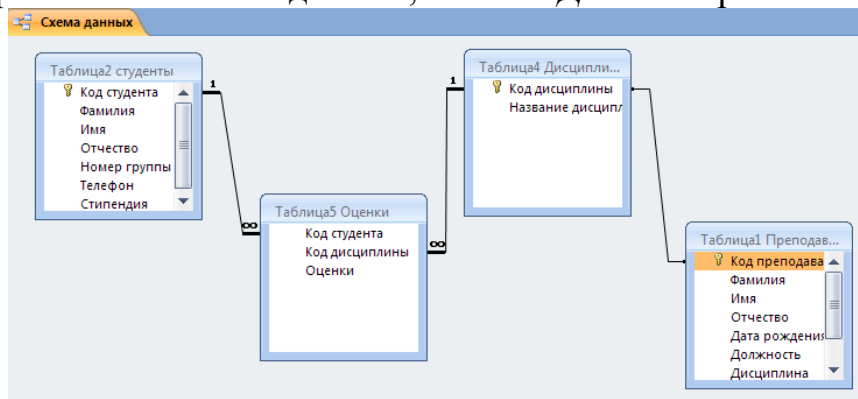 Схема данных
Таблица2 студенты
Код студента
Фамилия
Имя
Отчество
Номер группы
Телефон
Стипендия
1
∞
Таблица5 Оценки
Код студента
Код дисциплины
Оценки
∞
1
Таблица4 Дисципли...
Код дисциплины
Название дисципл
Таблица1 Преподав...
Код преподава
Фамилия
Имя
Отчество
Дата рождения
Должность
Дисциплина